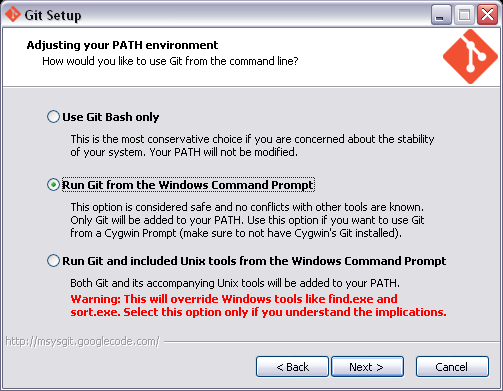 Git Setup
Adjusting your PATH environment
How would you like to use Git from the command line?
Use Git Bash only
This is the most conservative choice if you are concerned about the stability
of your system. Your PATH will not be modified.
Run Git from the Windows Command Prompt
This option is considered safe and no conflicts with other tools are known.
Only Git will be added to your PATH. Use this option if you want to use Git
from a Cygwin Prompt (make sure to not have Cygwin's Git installed).
Run Git and included Unix tools from the Windows Command Prompt
Both Git and its accompanying Unix tools will be added to your PATH.
Warning: This will override Windows tools like find.exe and
sort.exe. Select this option only if you understand the implications.
http://msysgit.googlecode.com/
< Back
Next >
Cancel